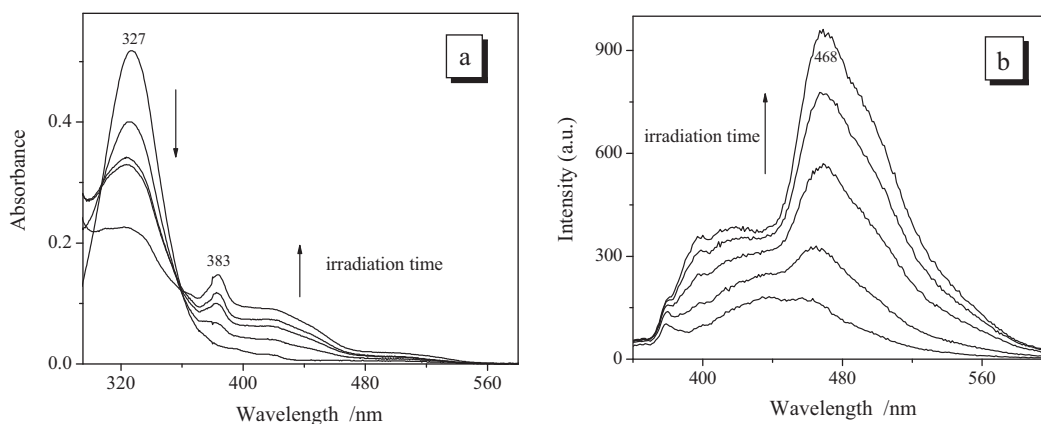 a
327
383
irradiation time
Absorbance
0.4
0.2
0.0
320 400 480 560
Wavelength /nm
b
468
irradiation time
Intensity (a.u.)
900
600
300
0
400 480 560
Wavelength /nm